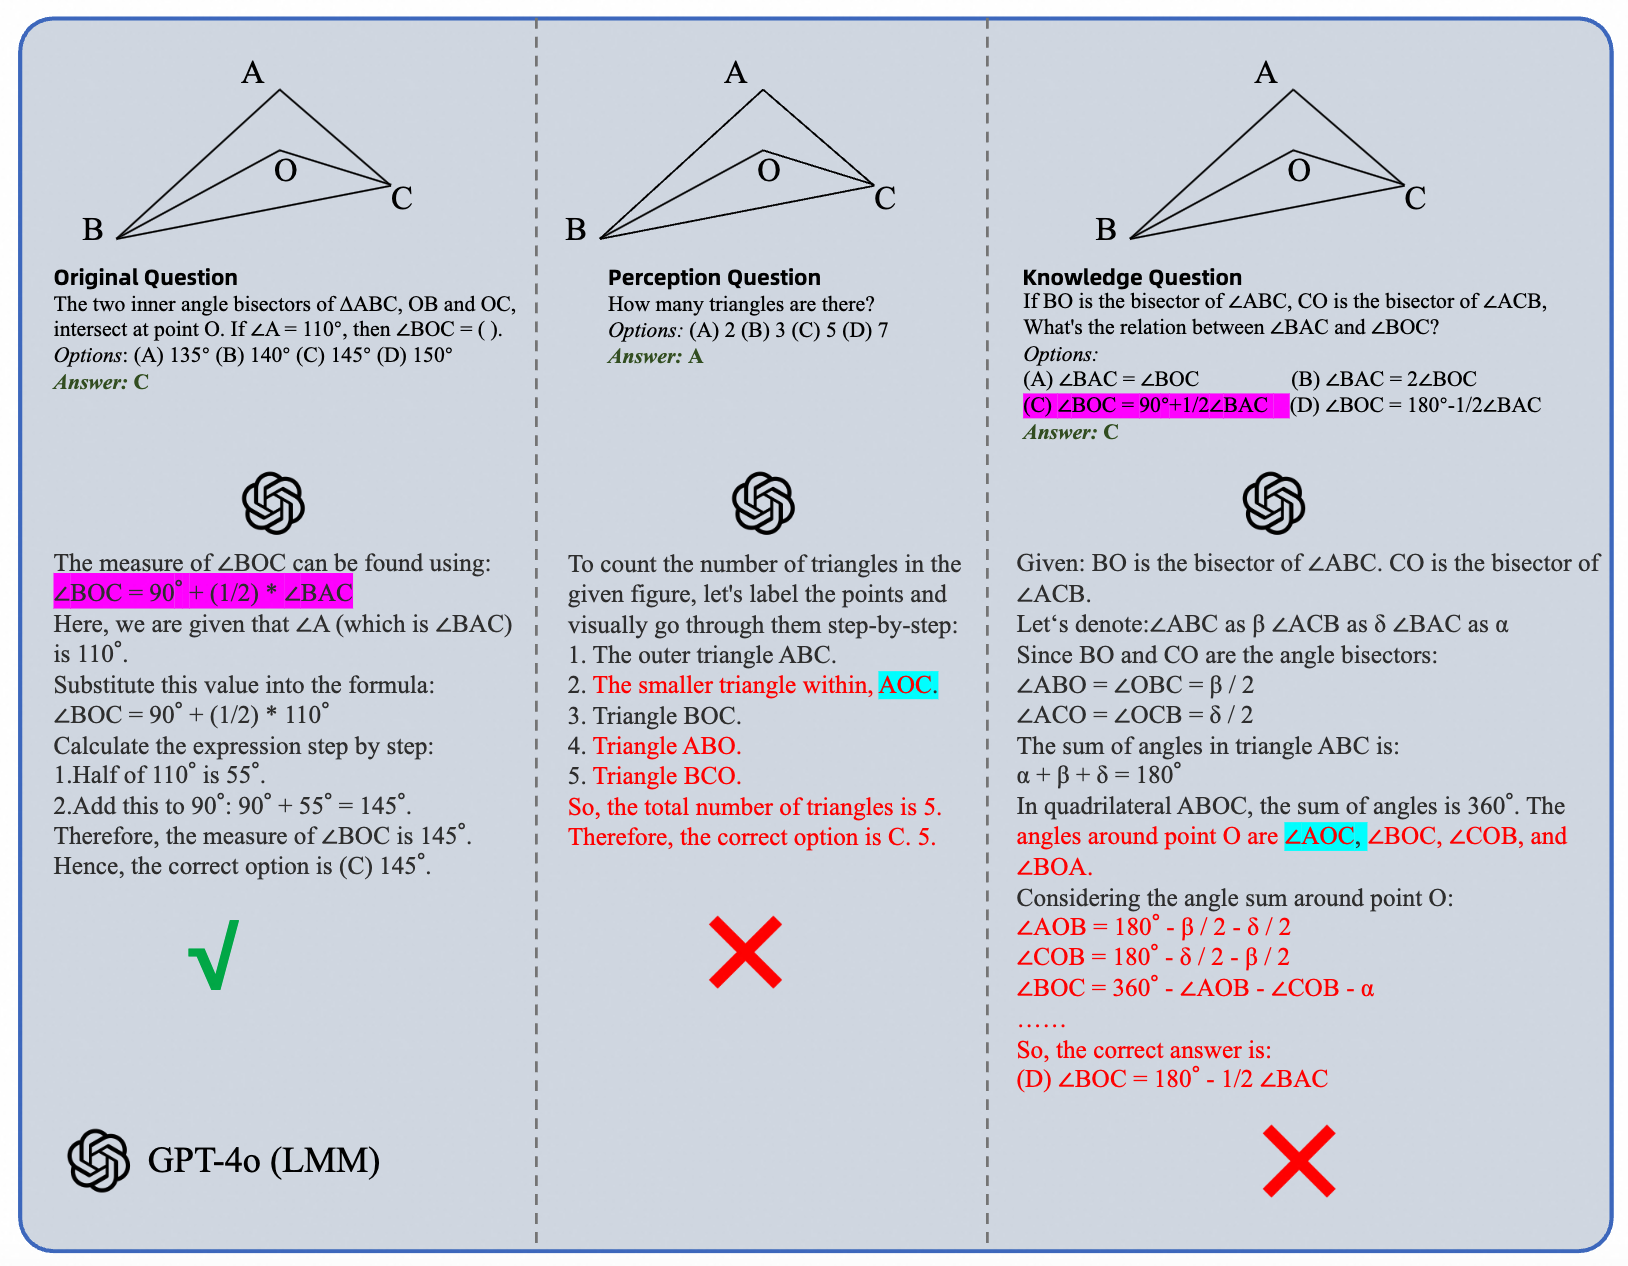 A
O
C
B
Original Question
The two inner angle bisectors of ΔABC, OB and OC,
intersect at point O. If ∠A = 110°, then ∠BOC = ( ).
Options: (A) 135° (B) 140° (C) 145° (D) 150°
Answer: C
The measure of ∠BOC can be found using:
∠BOC = 90° + (1/2) * ∠BAC
Here, we are given that ∠A (which is ∠BAC)
is 110°.
Substitute this value into the formula:
∠BOC = 90° + (1/2) * 110°
Calculate the expression step by step:
1.Half of 110° is 55°.
2.Add this to 90°: 90° + 55° = 145°.
Therefore, the measure of ∠BOC is 145°.
Hence, the correct option is (C) 145°.
√
GPT-4o (LMM)
A
O
C
B
Perception Question
How many triangles are there?
Options: (A) 2 (B) 3 (C) 5 (D) 7
Answer: A
To count the number of triangles in the
given figure, let's label the points and
visually go through them step-by-step:
1. The outer triangle ABC.
2. The smaller triangle within, AOC.
3. Triangle BOC.
4. Triangle ABO.
5. Triangle BCO.
So, the total number of triangles is 5.
Therefore, the correct option is C. 5.
A
O
C
B
Knowledge Question
If BO is the bisector of ∠ABC, CO is the bisector of ∠ACB,
What's the relation between ∠BAC and ∠BOC?
Options:
(A) ∠BAC = ∠BOC (B) ∠BAC = 2∠BOC
(C) ∠BOC = 90°+1/2∠BAC (D) ∠BOC = 180°-1/2∠BAC
Answer: C
Given: BO is the bisector of ∠ABC. CO is the bisector of
∠ACB.
Let‘s denote:∠ABC as β ∠ACB as δ ∠BAC as α
Since BO and CO are the angle bisectors:
∠ABO = ∠OBC = β / 2
∠ACO = ∠OCB = δ / 2
The sum of angles in triangle ABC is:
α + β + δ = 180°
In quadrilateral ABOC, the sum of angles is 360°. The
angles around point O are ∠AOC, ∠BOC, ∠COB, and
∠BOA.
Considering the angle sum around point O:
∠AOB = 180° - β / 2 - δ / 2
∠COB = 180° - δ / 2 - β / 2
∠BOC = 360° - ∠AOB - ∠COB - α
……
So, the correct answer is:
(D) ∠BOC = 180° - 1/2 ∠BAC